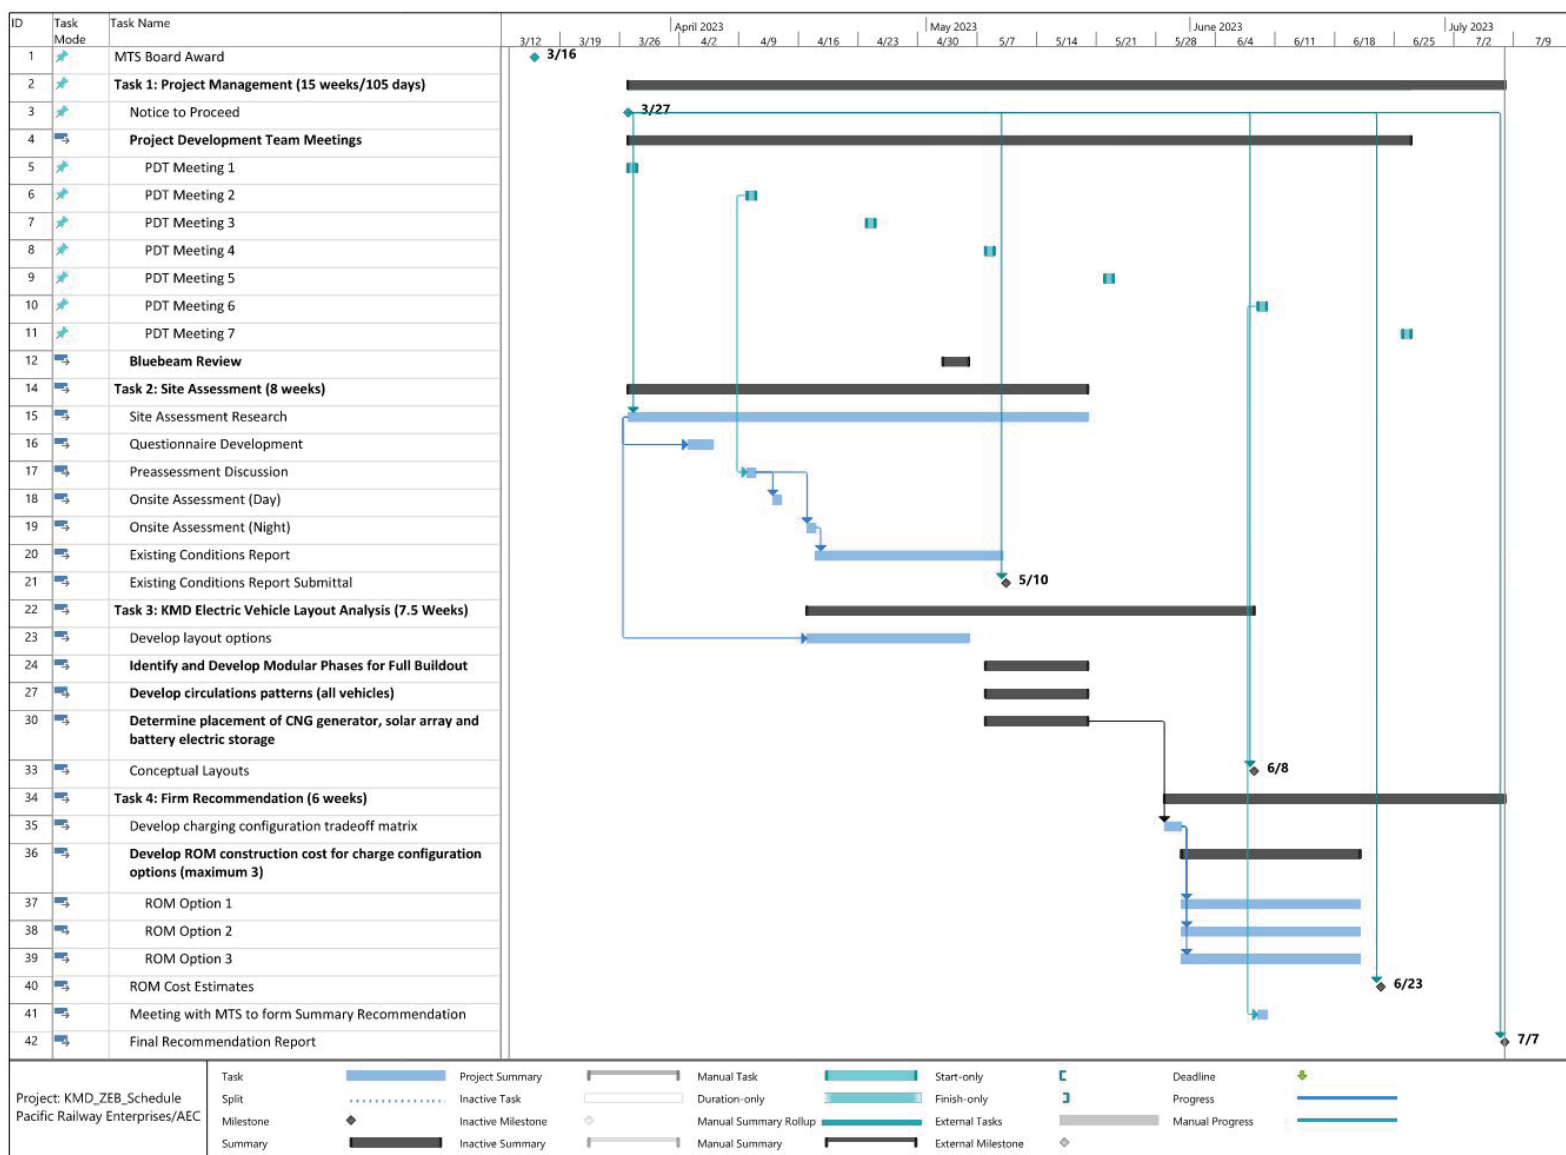 ID Task Mode Task Name
April 2023 May 2023 June 2023 July 2023
3/12 3/19 3/26 4/2 4/9 4/16 4/23 4/30 5/7 5/14 5/21 5/28 6/4 6/11 6/18 6/25 7/2 7/9
1 MTS Board Award 3/16
2 Task 1: Project Management (15 weeks/105 days)
3 Notice to Proceed 3/27
4 Project Development Team Meetings
5 PDT Meeting 1
6 PDT Meeting 2
7 PDT Meeting 3
8 PDT Meeting 4
9 PDT Meeting 5
10 PDT Meeting 6
11 PDT Meeting 7
12 Bluebeam Review
14 Task 2: Site Assessment (8 weeks)
15 Site Assessment Research
16 Questionnaire Development
17 Preassessment Discussion
18 Onsite Assessment (Day)
19 Onsite Assessment (Night)
20 Existing Conditions Report
21 Existing Conditions Report Submittal 5/10
22 Task 3: KMD Electric Vehicle Layout Analysis (7.5 Weeks)
23 Develop layout options
24 Identify and Develop Modular Phases for Full Buildout
27 Develop circulations patterns (all vehicles)
30 Determine placement of CNG generator, solar array and
battery electric storage
33 Conceptual Layouts 6/8
34 Task 4: Firm Recommendation (6 weeks)
35 Develop charging configuration tradeoff matrix
36 Develop ROM construction cost for charge configuration
options (maximum 3)
37 ROM Option 1
38 ROM Option 2
39 ROM Option 3
40 ROM Cost Estimates 6/23
41 Meeting with MTS to form Summary Recommendation
42 Final Recommendation Report 7/7
Project: KMD_ZEB_Schedule
Pacific Railway Enterprises/AEC
Task Project Summary Manual Task Start-only Deadline
Split Inactive Task Duration-only Finish-only Progress
Milestone Inactive Milestone Manual Summary Rollup External Tasks Manual Progress
Summary Inactive Summary Manual Summary External Milestone